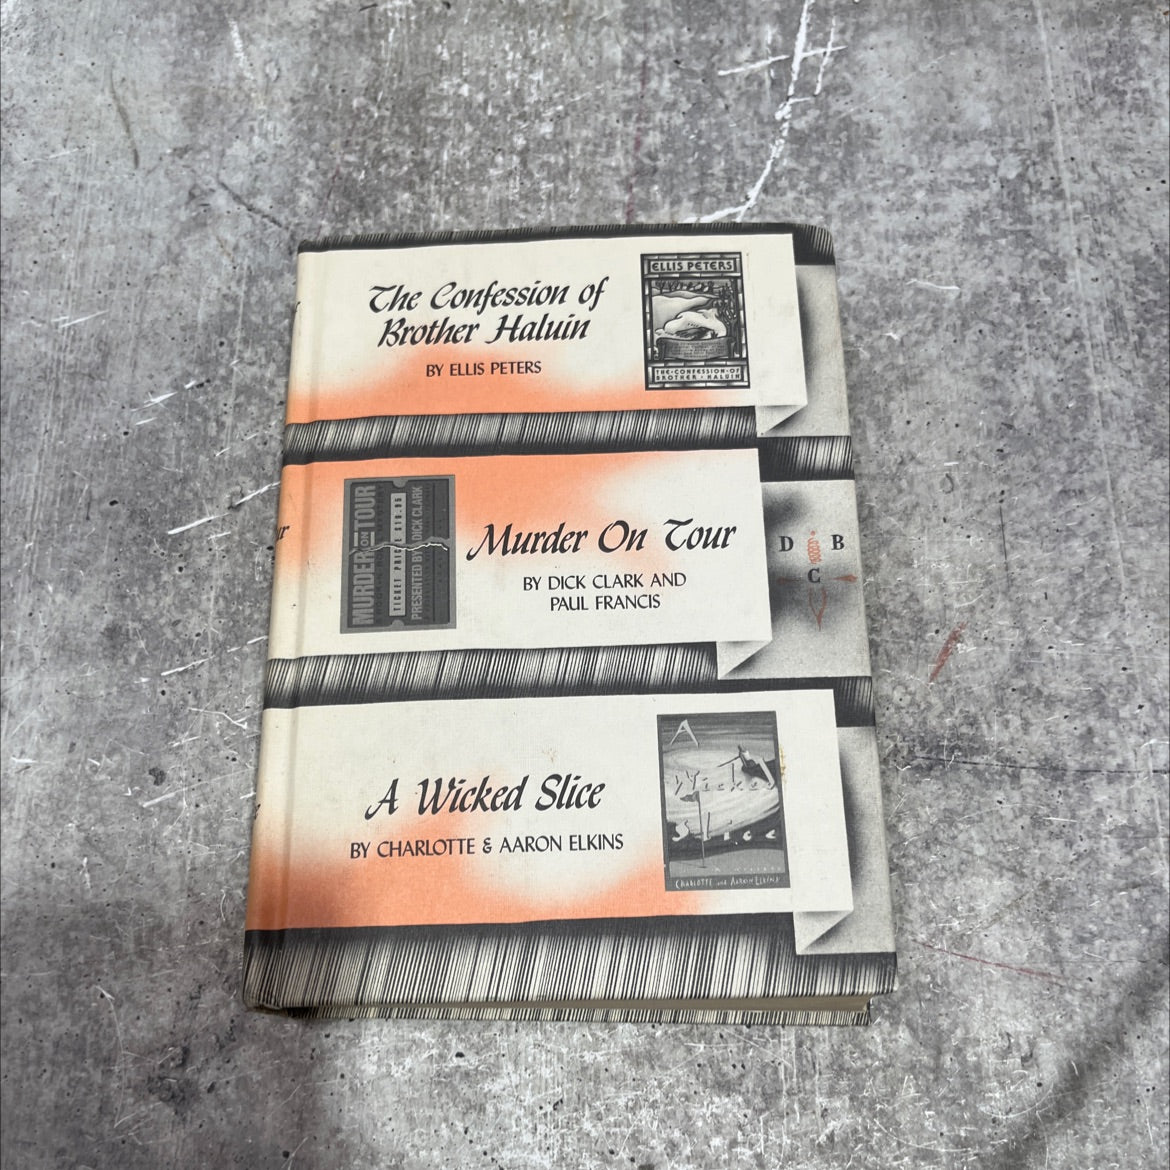 The Confession of
Brother Haluin
BY ELLIS PETERS
ELLIS PETERS
THE·CONFESSION·OF
BROTHER·HALUIN
MURDER ON TOUR
PRESENTED BY DICK CLARK
Murder On Tour
BY DICK CLARK AND
PAUL FRANCIS
D B
C
A Wicked Slice
BY CHARLOTTE & AARON ELKINS
A
Wicked
Slice
CHARLOTTE and AARON ELKINS